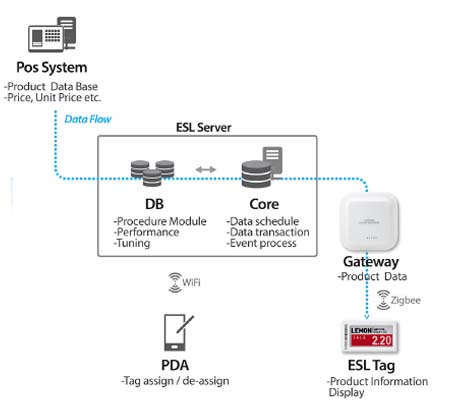 Pos System
-Product Data Base
-Price, Unit Price etc.
Data Flow
ESL Server
DB
-Procedure Module
-Performance
-Tuning
Core
-Data schedule
-Data transaction
-Event process
Gateway
-Product Data
WiFi
Zigbee
PDA
-Tag assign / de-assign
LEMON
2.20
ESL Tag
-Product Information
Display